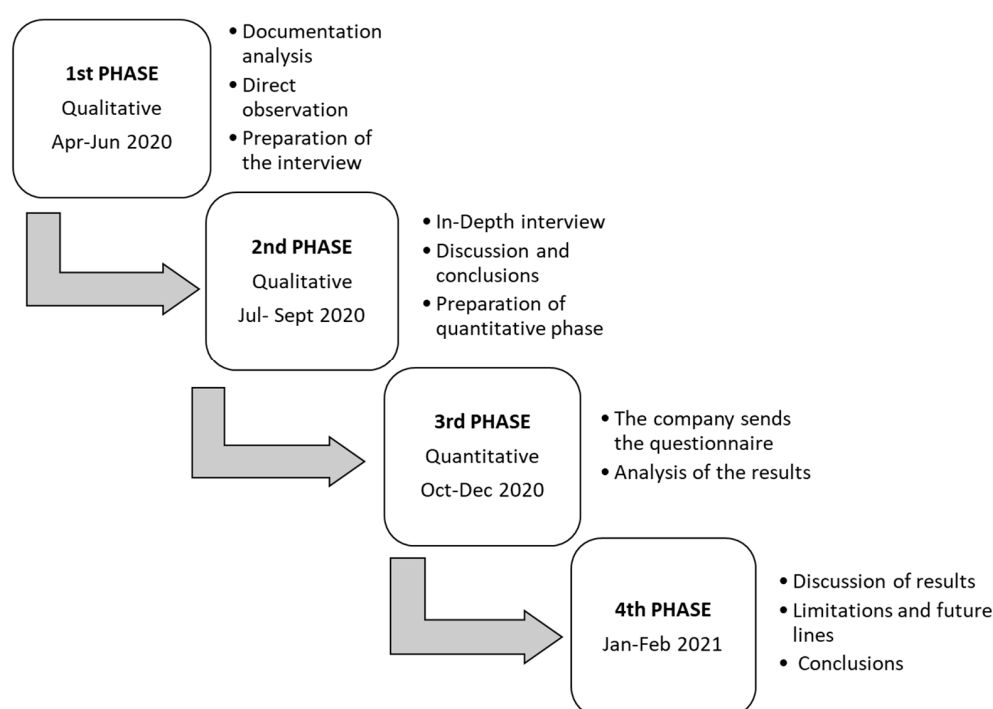 1st PHASE
Qualitative
Apr-Jun 2020
• Documentation
analysis
• Direct
observation
• Preparation of
the interview
2nd PHASE
Qualitative
Jul- Sept 2020
• In-Depth interview
• Discussion and
conclusions
• Preparation of
quantitative phase
3rd PHASE
Quantitative
Oct-Dec 2020
• The company sends
the questionnaire
• Analysis of the results
4th PHASE
Jan-Feb 2021
• Discussion of results
• Limitations and future
lines
• Conclusions